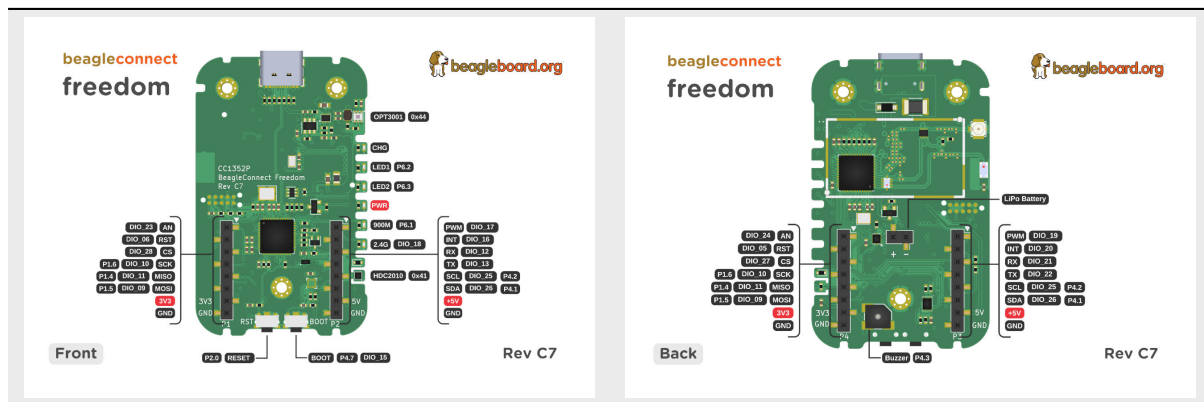 beagleconnect
freedom
beagleboard.org
OPT3001 0x44
CHG
LED1 P6.2
LED2 P6.3
PWR
900M P6.1
2.4G DIO_18
HDC2010 0x41
CC1352P
BeagleConnect Freedom
Rev C7
DIO_23 AN
DIO_06 RST
DIO_28 CS
P1.6 DIO_10 SCK
P1.4 DIO_11 MISO
P1.5 DIO_09 MOSI
3V3
GND
3V3
GND
P1
RST
BOOT
P2
5V
GND
PWM DIO_17
INT DIO_16
RX DIO_12
TX DIO_13
SCL DIO_25 P4.2
SDA DIO_26 P4.1
+5V
GND
P2.0 RESET
BOOT P4.7 DIO_15
Front
Rev C7
beagleconnect
freedom
beagleboard.org
LiPo Battery
+ -
DIO_24 AN
DIO_05 RST
DIO_27 CS
P1.6 DIO_10 SCK
P1.4 DIO_11 MISO
P1.5 DIO_09 MOSI
3V3
GND
3V3
GND
P4
5V
GND
P3
PWM DIO_19
INT DIO_20
RX DIO_21
TX DIO_22
SCL DIO_25 P4.2
SDA DIO_26 P4.1
+5V
GND
Buzzer P4.3
Back
Rev C7